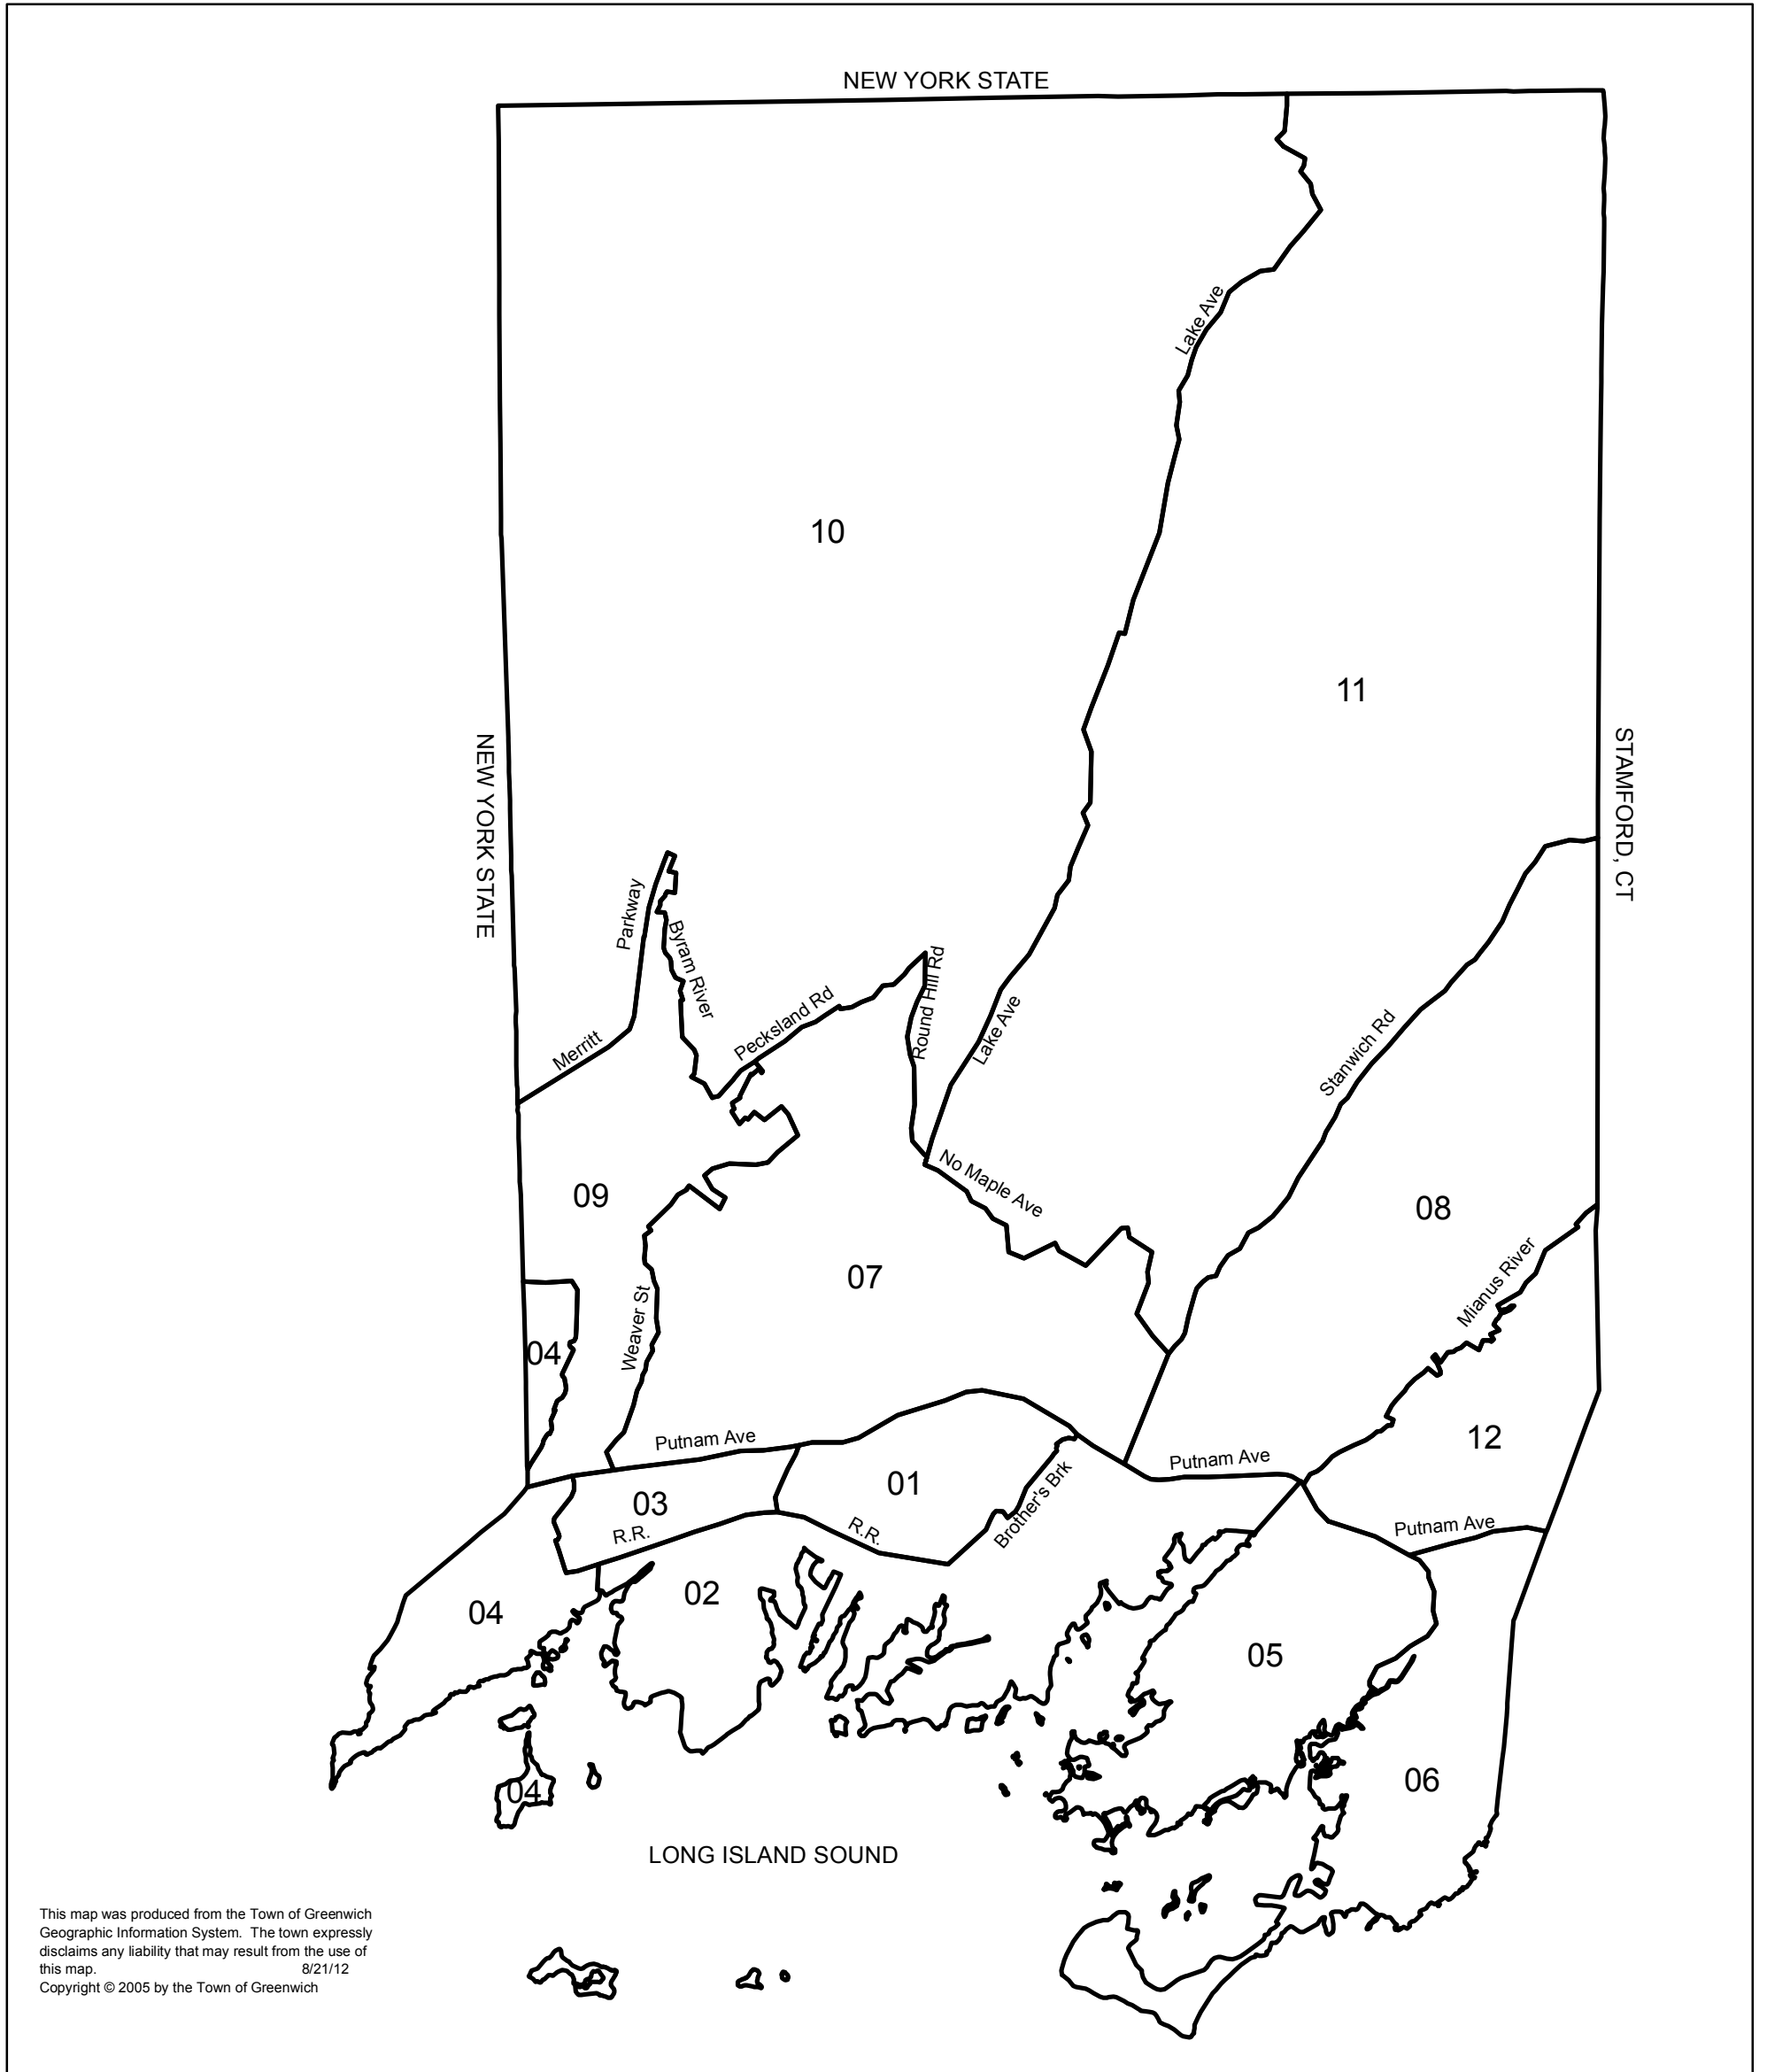 NEW YORK STATE
Lake Ave
10
11
NEW YORK STATE
STAMFORD, CT
Parkway
Byram River
Round Hill Rd
Pecksland Rd
Lake Ave
Merritt
Stanwich Rd
No Maple Ave
09
08
07
Mianus River
Weaver St
04
Putnam Ave
12
Putnam Ave
01
03
Brother's Brk
R.R.
R.R.
Putnam Ave
02
04
05
06
04
LONG ISLAND SOUND
This map was produced from the Town of Greenwich
Geographic Information System. The town expressly
disclaims any liability that may result from the use of
this map. 8/21/12
Copyright © 2005 by the Town of Greenwich